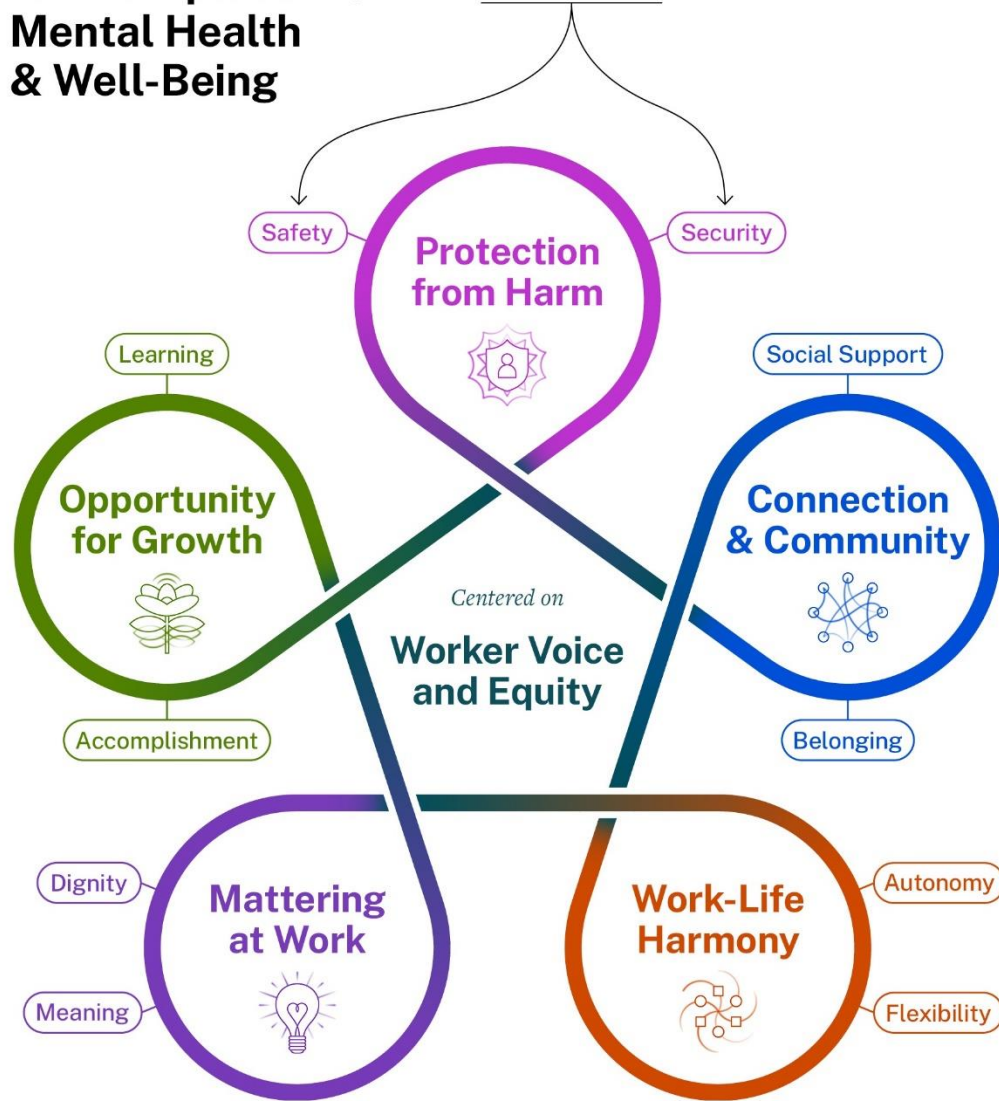 Mental Health
& Well-Being
Safety
Security
Protection
from Harm
Learning
Social Support
Opportunity
for Growth
Connection
& Community
Centered on
Worker Voice
and Equity
Accomplishment
Belonging
Dignity
Autonomy
Mattering
at Work
Work-Life
Harmony
Meaning
Flexibility